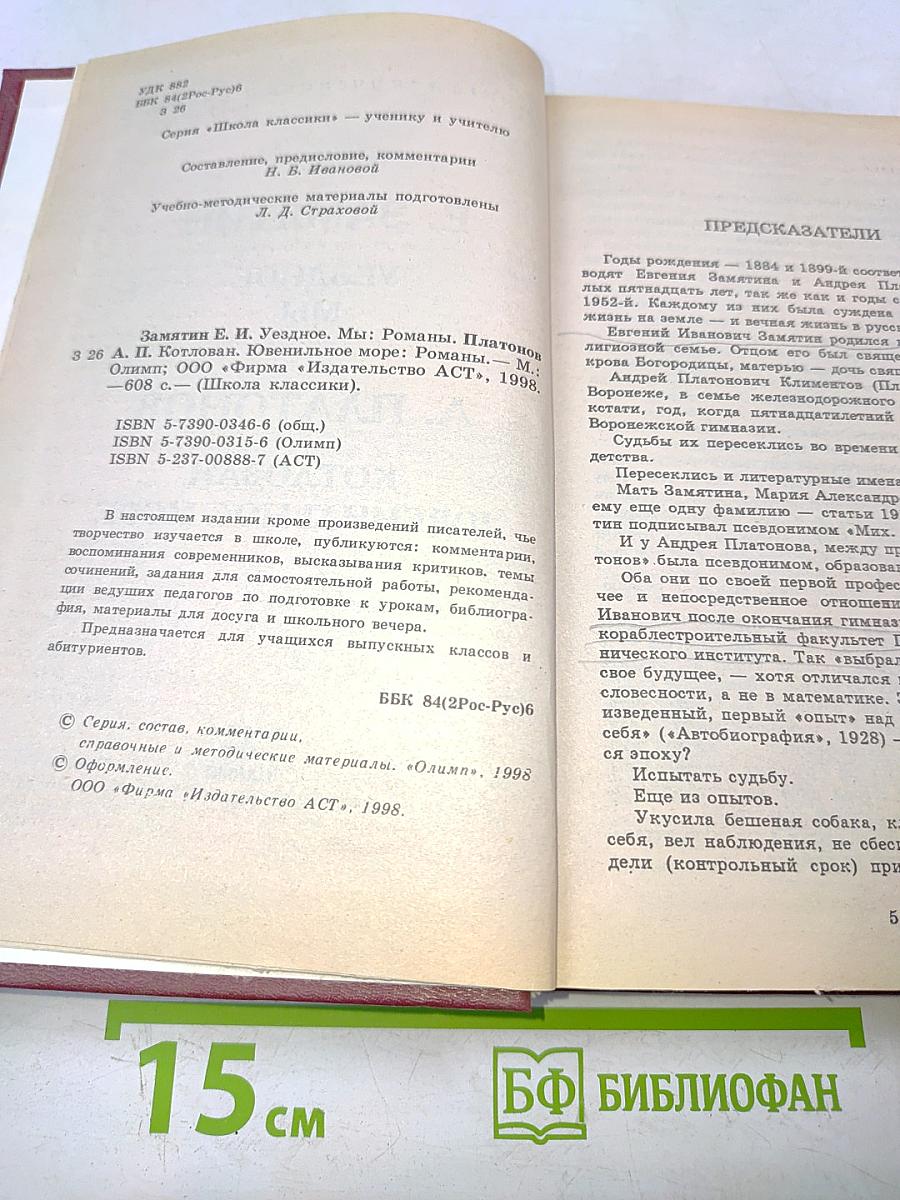 УДК 882
ББК 84(2Рос-Рус)6
З 26
Серия «Школа классики» — ученику и учителю
Составление, предисловие, комментарии
Н. Б. Ивановой
Учебно-методические материалы подготовлены
Л. Д. Страховой
Замятин Е. И. Уездное. Мы: Романы. Платонов
З 26 А. П. Котлован. Ювенильное море: Романы.— М.:
Олимп; ООО «Фирма «Издательство АСТ», 1998.
—608 с.— (Школа классики).
ISBN 5-7390-0346-6 (общ.)
ISBN 5-7390-0315-6 (Олимп)
ISBN 5-237-00888-7 (АСТ)
В настоящем издании кроме произведений писателей, чье
творчество изучается в школе, публикуются: комментарии,
воспоминания современников, высказывания критиков, темы
сочинений, задания для самостоятельной работы, рекоменда-
ции ведущих педагогов по подготовке к урокам, библиогра-
фия, материалы для досуга и школьного вечера.
Предназначается для учащихся выпускных классов и
абитуриентов.
ББК 84(2Рос-Рус)6
© Серия, состав, комментарии,
справочные и методические материалы. «Олимп», 1998
© Оформление.
ООО «Фирма «Издательство АСТ», 1998.
ПРЕДСКАЗАТЕЛИ
Годы рождения — 1884 и 1899-й соответ
водят Евгения Замятина и Андрея Пла
лых пятнадцать лет, так же как и годы с
1952-й. Каждому из них была суждена
жизнь на земле — и вечная жизнь в русс
Евгений Иванович Замятин родился в
лигиозной семье. Отцом его был свяще
крова Богородицы, матерью — дочь свящ
Андрей Платонович Климентов (Пл
Воронеже, в семье железнодорожного
кстати, год, когда пятнадцатилетний
Воронежской гимназии.
Судьбы их пересеклись во времени
детства.
Пересеклись и литературные имена
Мать Замятина, Мария Александр
ему еще одну фамилию — статьи 19
тин подписывал псевдонимом «Мих.
И у Андрея Платонова, между пр
тонов» была псевдонимом, образован
Оба они по своей первой професс
чее и непосредственное отношени
Иванович после окончания гимназ
кораблестроительный факультет П
нического института. Так «выбрал
свое будущее, — хотя отличался
словесности, а не в математике. Э
изведенный, первый «опыт» над
себя» («Автобиография», 1928) —
ся эпоху?
Испытать судьбу.
Еще из опытов.
Укусила бешеная собака, кл
себя, вел наблюдения, не сбеси
дели (контрольный срок) при
5
15 см
БФ БИБЛИОФАН